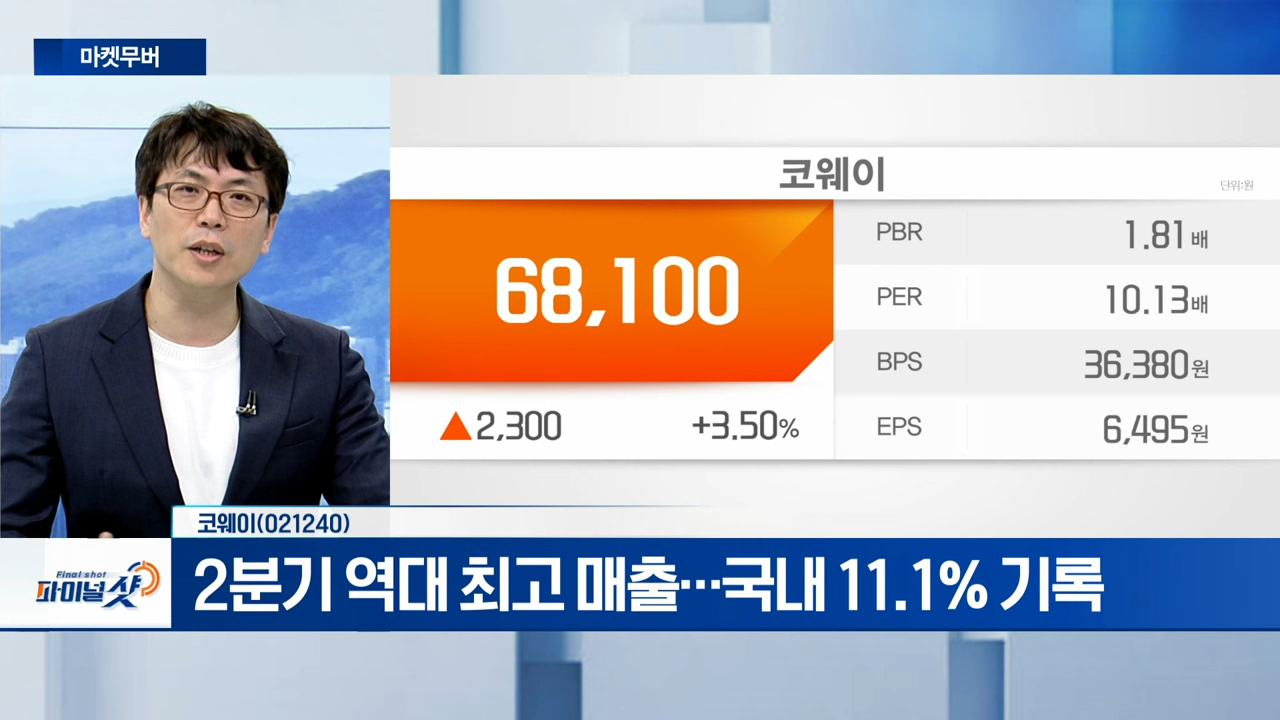 마켓무버
코웨이
단위:원
68,100
▲2,300 +3.50%
PBR 1.81배
PER 10.13배
BPS 36,380원
EPS 6,495원
코웨이(021240)
Final shot
파이널샷
2분기 역대 최고 매출…국내 11.1% 기록